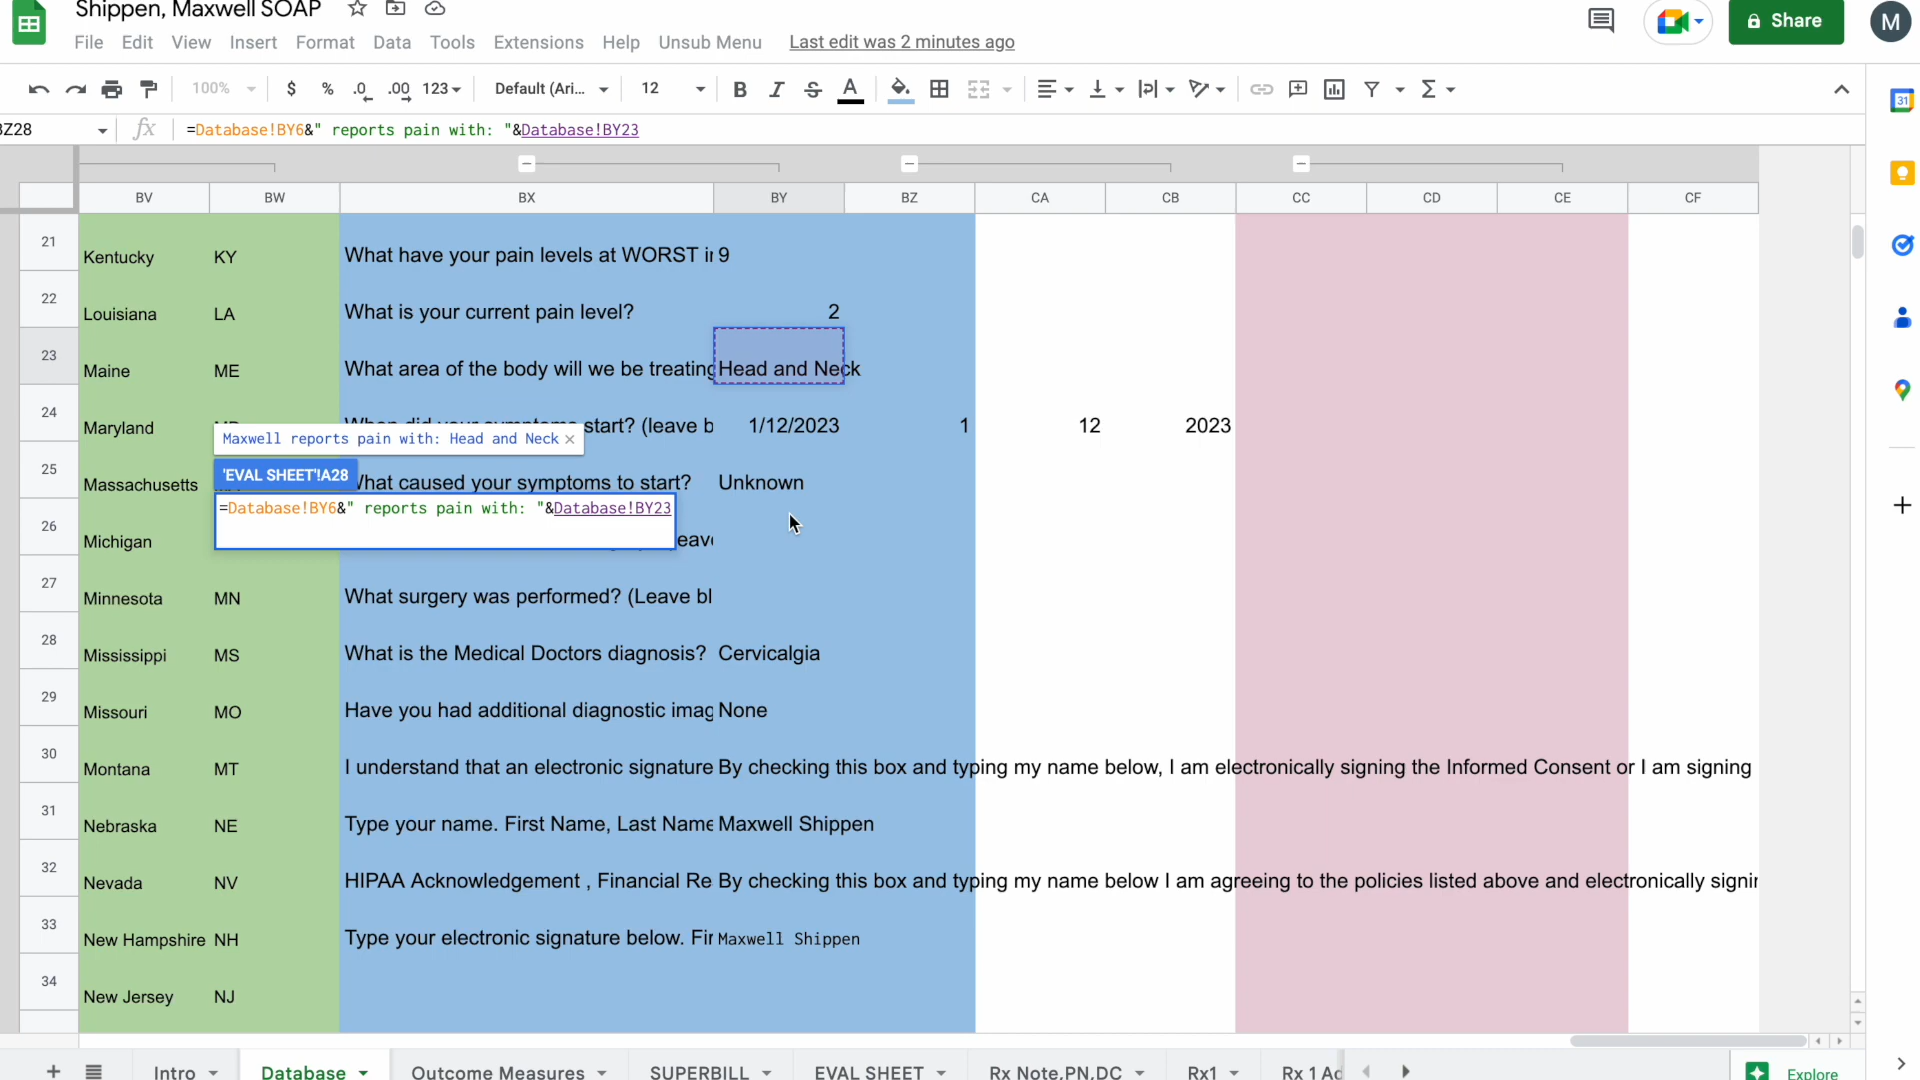 Shippen, Maxwell SOAP
File Edit View Insert Format Data Tools Extensions Help Unsub Menu Last edit was 2 minutes ago
Share
M
100% $ % .0 .00 123 Default (Ari... 12 B I S A
31
Z28 fx =Database!BY6&" reports pain with: "&Database!BY23
BV BW BX BY BZ CA CB CC CD CE CF
21 Kentucky KY What have your pain levels at WORST in 9
22 Louisiana LA What is your current pain level? 2
23 Maine ME What area of the body will we be treating Head and Neck
24 Maryland start? (leave b 1/12/2023 1 12 2023
Maxwell reports pain with: Head and Neck ×
'EVAL SHEET'!A28
25 Massachusetts What caused your symptoms to start? Unknown
=Database!BY6&" reports pain with: "&Database!BY23
26 Michigan
27 Minnesota MN What surgery was performed? (Leave bl
28 Mississippi MS What is the Medical Doctors diagnosis? Cervicalgia
29 Missouri MO Have you had additional diagnostic imag None
30 Montana MT I understand that an electronic signature By checking this box and typing my name below, I am electronically signing the Informed Consent or I am signing
31 Nebraska NE Type your name. First Name, Last Name Maxwell Shippen
32 Nevada NV HIPAA Acknowledgement , Financial Re By checking this box and typing my name below I am agreeing to the policies listed above and electronically signin
33 New Hampshire NH Type your electronic signature below. Fir Maxwell Shippen
34 New Jersey NJ
Intro Database Outcome Measures SUPERBILL EVAL SHEET Rx Note,PN,DC Rx1 Rx 1 Ad
Explore